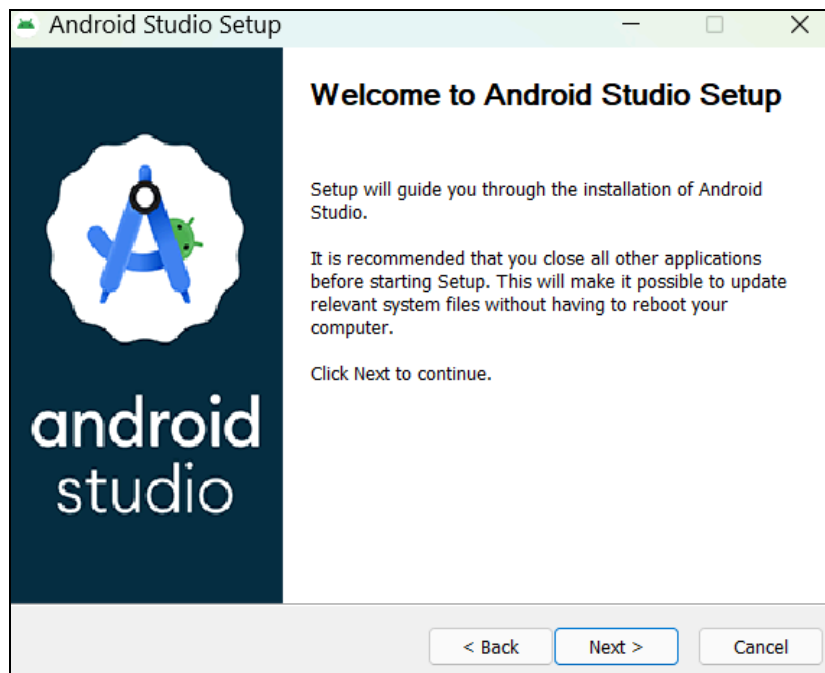 Android Studio Setup
Welcome to Android Studio Setup
Setup will guide you through the installation of Android
Studio.
It is recommended that you close all other applications
before starting Setup. This will make it possible to update
relevant system files without having to reboot your
computer.
Click Next to continue.
android
studio
< Back
Next >
Cancel